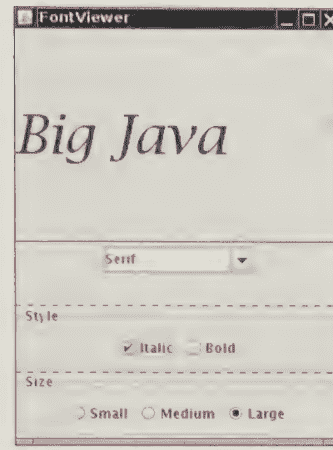 FontViewer
Big Java
Serif
Style
Italic Bold
Size
Small Medium Large